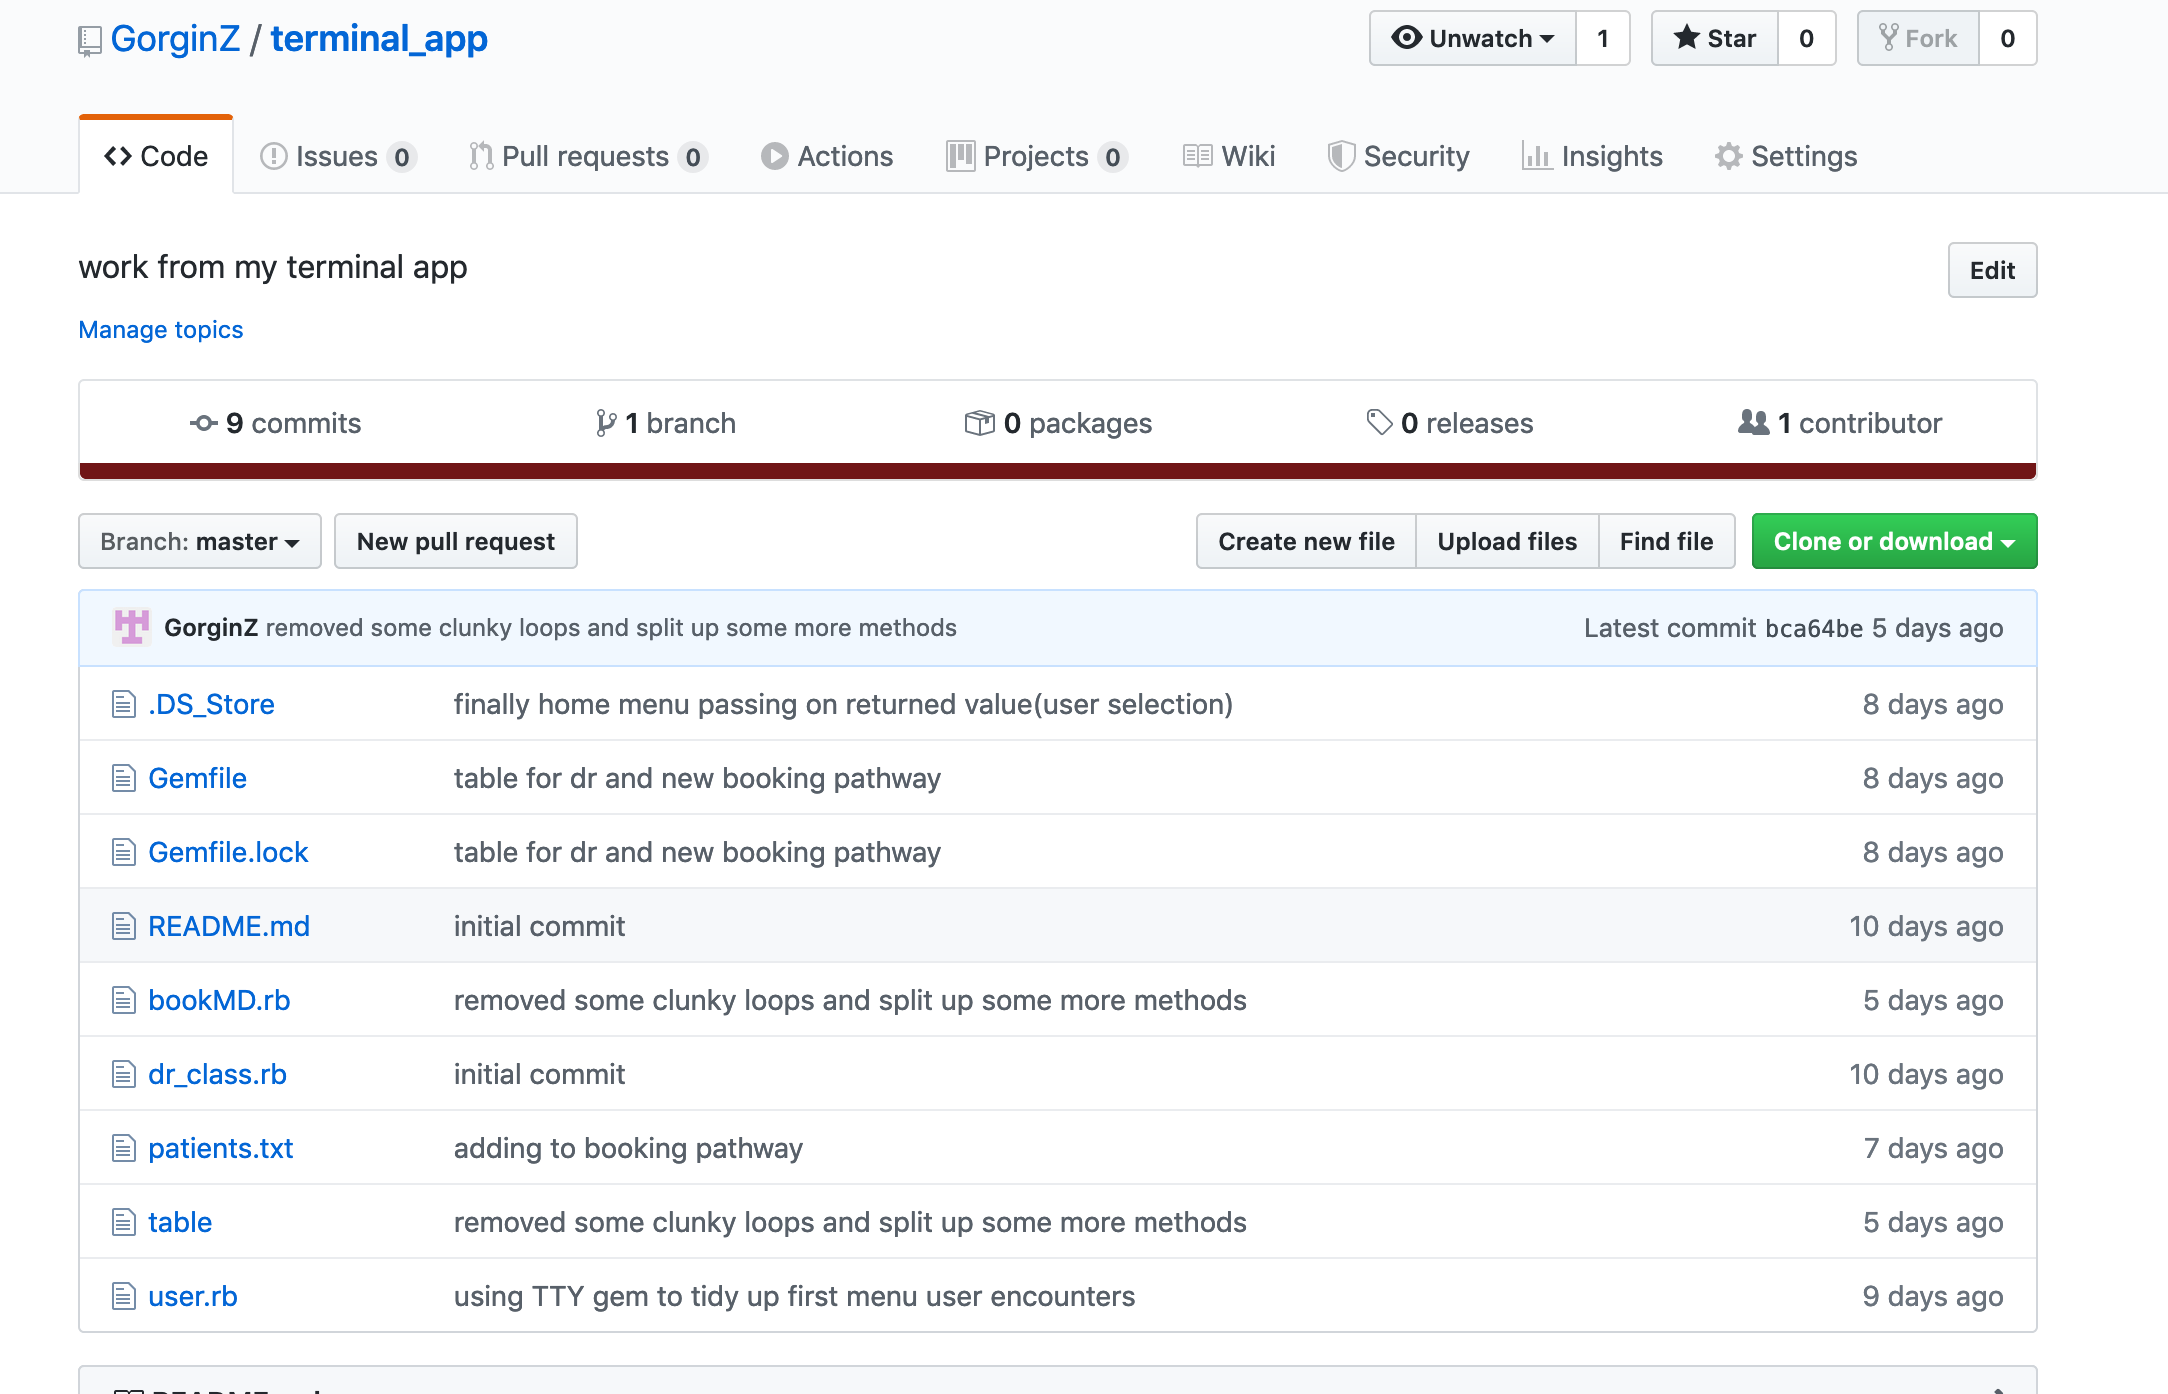 GorginZ / terminal_app
Unwatch 1 Star 0 Fork 0
Code Issues 0 Pull requests 0 Actions Projects 0 Wiki Security Insights Settings
work from my terminal app
Edit
Manage topics
9 commits 1 branch 0 packages 0 releases 1 contributor
Branch: master New pull request Create new file Upload files Find file Clone or download
GorginZ removed some clunky loops and split up some more methods Latest commit bca64be 5 days ago
.DS_Store finally home menu passing on returned value(user selection) 8 days ago
Gemfile table for dr and new booking pathway 8 days ago
Gemfile.lock table for dr and new booking pathway 8 days ago
README.md initial commit 10 days ago
bookMD.rb removed some clunky loops and split up some more methods 5 days ago
dr_class.rb initial commit 10 days ago
patients.txt adding to booking pathway 7 days ago
table removed some clunky loops and split up some more methods 5 days ago
user.rb using TTY gem to tidy up first menu user encounters 9 days ago